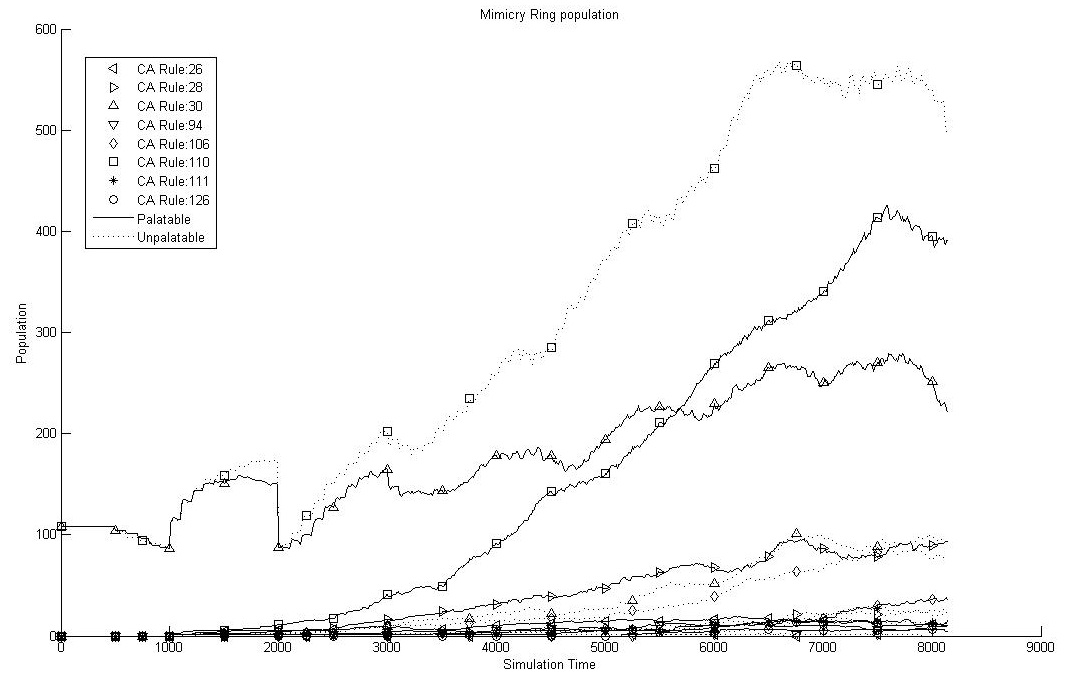 Mimicry Ring population
600
500
400
300
200
100
0
CA Rule:26
CA Rule:28
CA Rule:30
CA Rule:94
CA Rule:106
CA Rule:110
CA Rule:111
CA Rule:126
Palatable
Unpalatable
Population
0 1000 2000 3000 4000 5000 6000 7000 8000 9000
Simulation Time